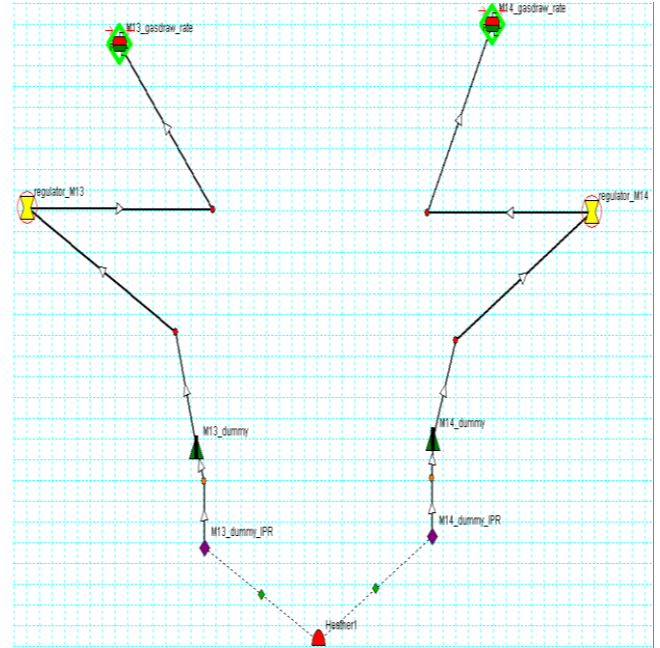 M13_gasdraw_rate
M14_gasdraw_rate
regulator_M13
regulator_M14
M13_dummy
M14_dummy
M13_dummy_IPR
M14_dummy_IPR
Heather1